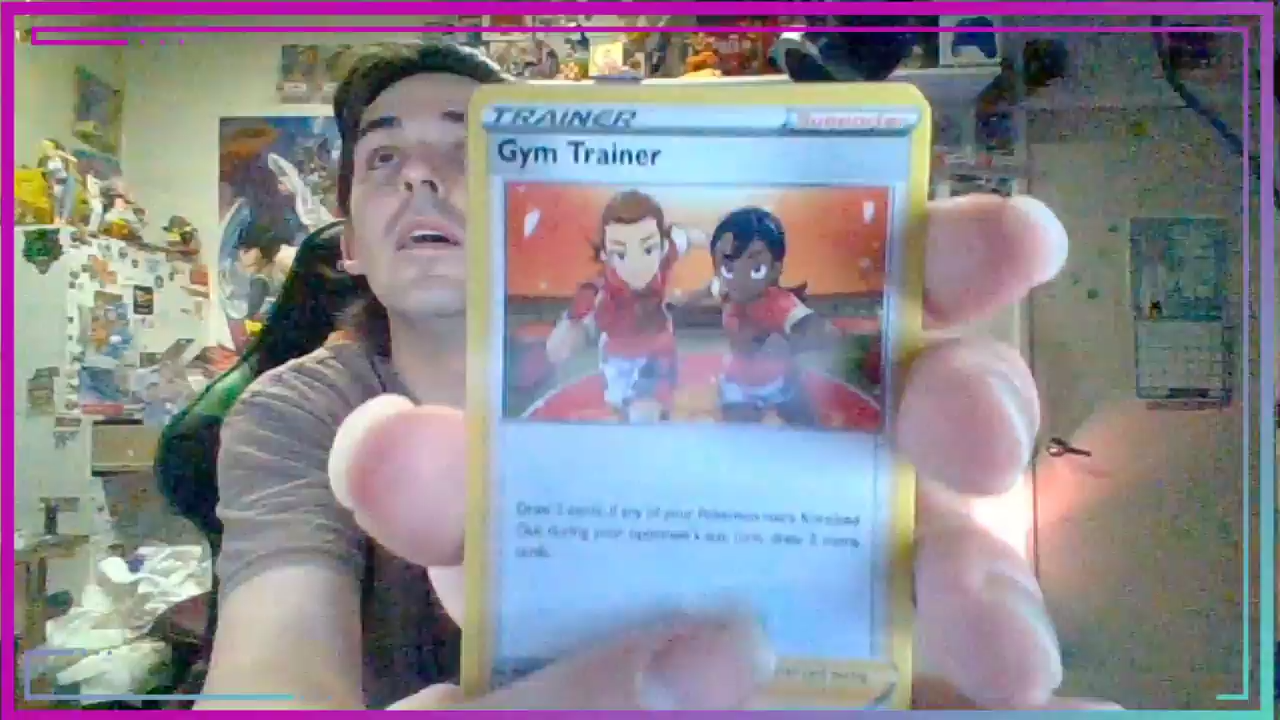 TRAINER
Supporter
Gym Trainer
Draw 2 cards. If any of your Pokémon were Knocked
Out during your opponent's last turn, draw 2 more
cards.